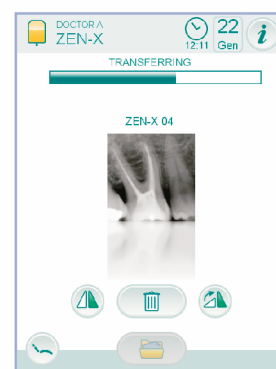 DOCTOR A
ZEN-X
12:11
22
Gen
i
TRANSFERRING
ZEN-X 04